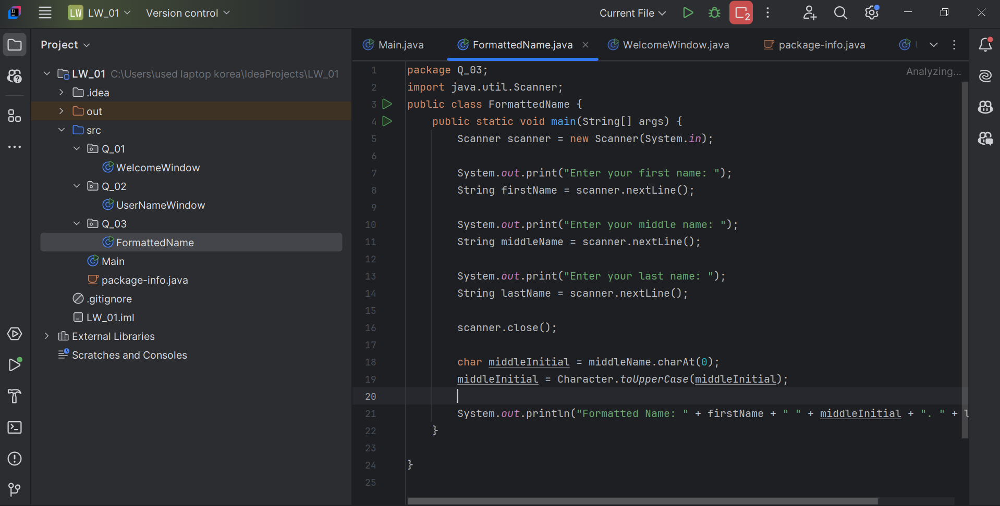 LW LW_01 Version control Current File 2
Project
LW_01 C:\Users\used laptop korea\IdeaProjects\LW_01
.idea
out
src
Q_01
WelcomeWindow
Q_02
UserNameWindow
Q_03
FormattedName
Main
package-info.java
.gitignore
LW_01.iml
External Libraries
Scratches and Consoles
Main.java FormattedName.java WelcomeWindow.java package-info.java
Analyzing...
1 package Q_03;
2 import java.util.Scanner;
3 public class FormattedName {
4 public static void main(String[] args) {
5 Scanner scanner = new Scanner(System.in);
6
7 System.out.print("Enter your first name: ");
8 String firstName = scanner.nextLine();
9
10 System.out.print("Enter your middle name: ");
11 String middleName = scanner.nextLine();
12
13 System.out.print("Enter your last name: ");
14 String lastName = scanner.nextLine();
15
16 scanner.close();
17
18 char middleInitial = middleName.charAt(0);
19 middleInitial = Character.toUpperCase(middleInitial);
20
21 System.out.println("Formatted Name: " + firstName + " " + middleInitial + ". " + l
22 }
23
24 }
25